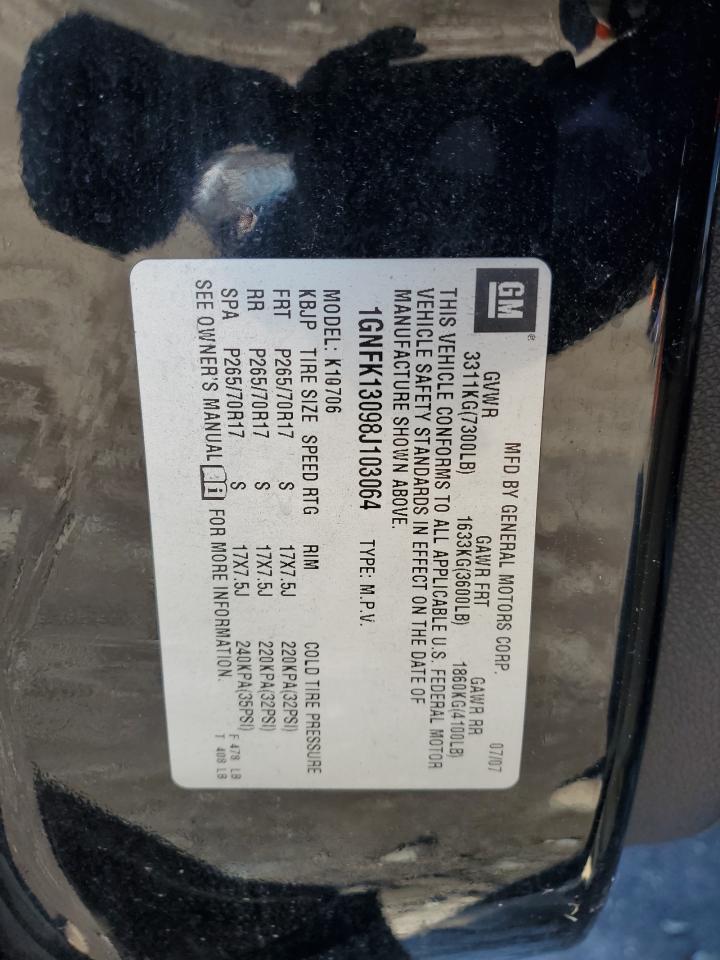 GM®
MFD BY GENERAL MOTORS CORP. 07/07
GVWR GAWR FRT GAWR RR
3311KG(7300LB) 1633KG(3600LB) 1860KG(4100LB)
THIS VEHICLE CONFORMS TO ALL APPLICABLE U.S. FEDERAL MOTOR
VEHICLE SAFETY STANDARDS IN EFFECT ON THE DATE OF
MANUFACTURE SHOWN ABOVE.
1GNFK13098J103064 TYPE: M.P.V.
MODEL: K10706
KBJP TIRE SIZE SPEED RTG RIM COLD TIRE PRESSURE
FRT P265/70R17 S 17X7.5J 220KPA(32PSI)
RR P265/70R17 S 17X7.5J 220KPA(32PSI)
SPA P265/70R17 S 17X7.5J 240KPA(35PSI)
SEE OWNER'S MANUAL i FOR MORE INFORMATION.
F 478 LB
T 408 LB